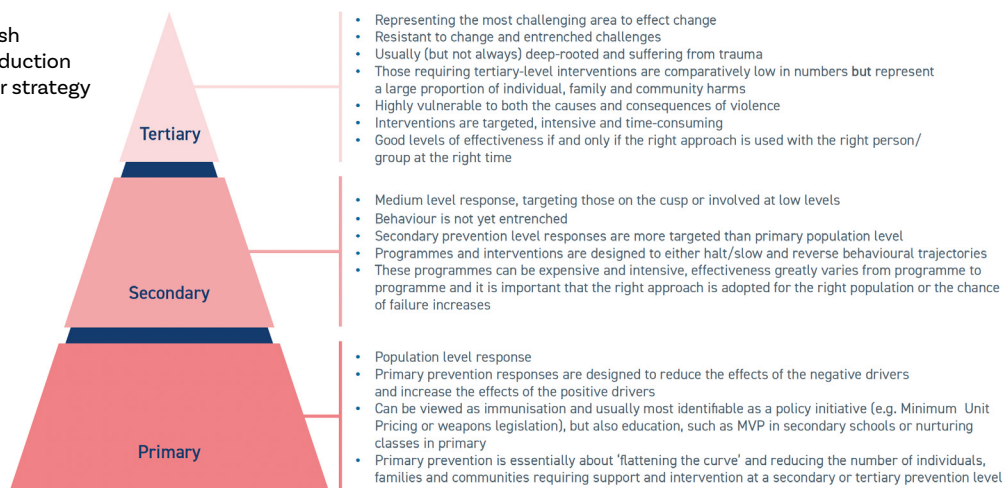 sh
duction
r strategy
Tertiary
• Representing the most challenging area to effect change
• Resistant to change and entrenched challenges
• Usually (but not always) deep-rooted and suffering from trauma
• Those requiring tertiary-level interventions are comparatively low in numbers but represent
a large proportion of individual, family and community harms
• Highly vulnerable to both the causes and consequences of violence
• Interventions are targeted, intensive and time-consuming
• Good levels of effectiveness if and only if the right approach is used with the right person/
group at the right time
Secondary
• Medium level response, targeting those on the cusp or involved at low levels
• Behaviour is not yet entrenched
• Secondary prevention level responses are more targeted than primary population level
• Programmes and interventions are designed to either halt/slow and reverse behavioural trajectories
• These programmes can be expensive and intensive, effectiveness greatly varies from programme to
programme and it is important that the right approach is adopted for the right population or the chance
of failure increases
Primary
• Population level response
• Primary prevention responses are designed to reduce the effects of the negative drivers
and increase the effects of the positive drivers
• Can be viewed as immunisation and usually most identifiable as a policy initiative (e.g. Minimum Unit
Pricing or weapons legislation), but also education, such as MVP in secondary schools or nurturing
classes in primary
• Primary prevention is essentially about ‘flattening the curve’ and reducing the number of individuals,
families and communities requiring support and intervention at a secondary or tertiary prevention level